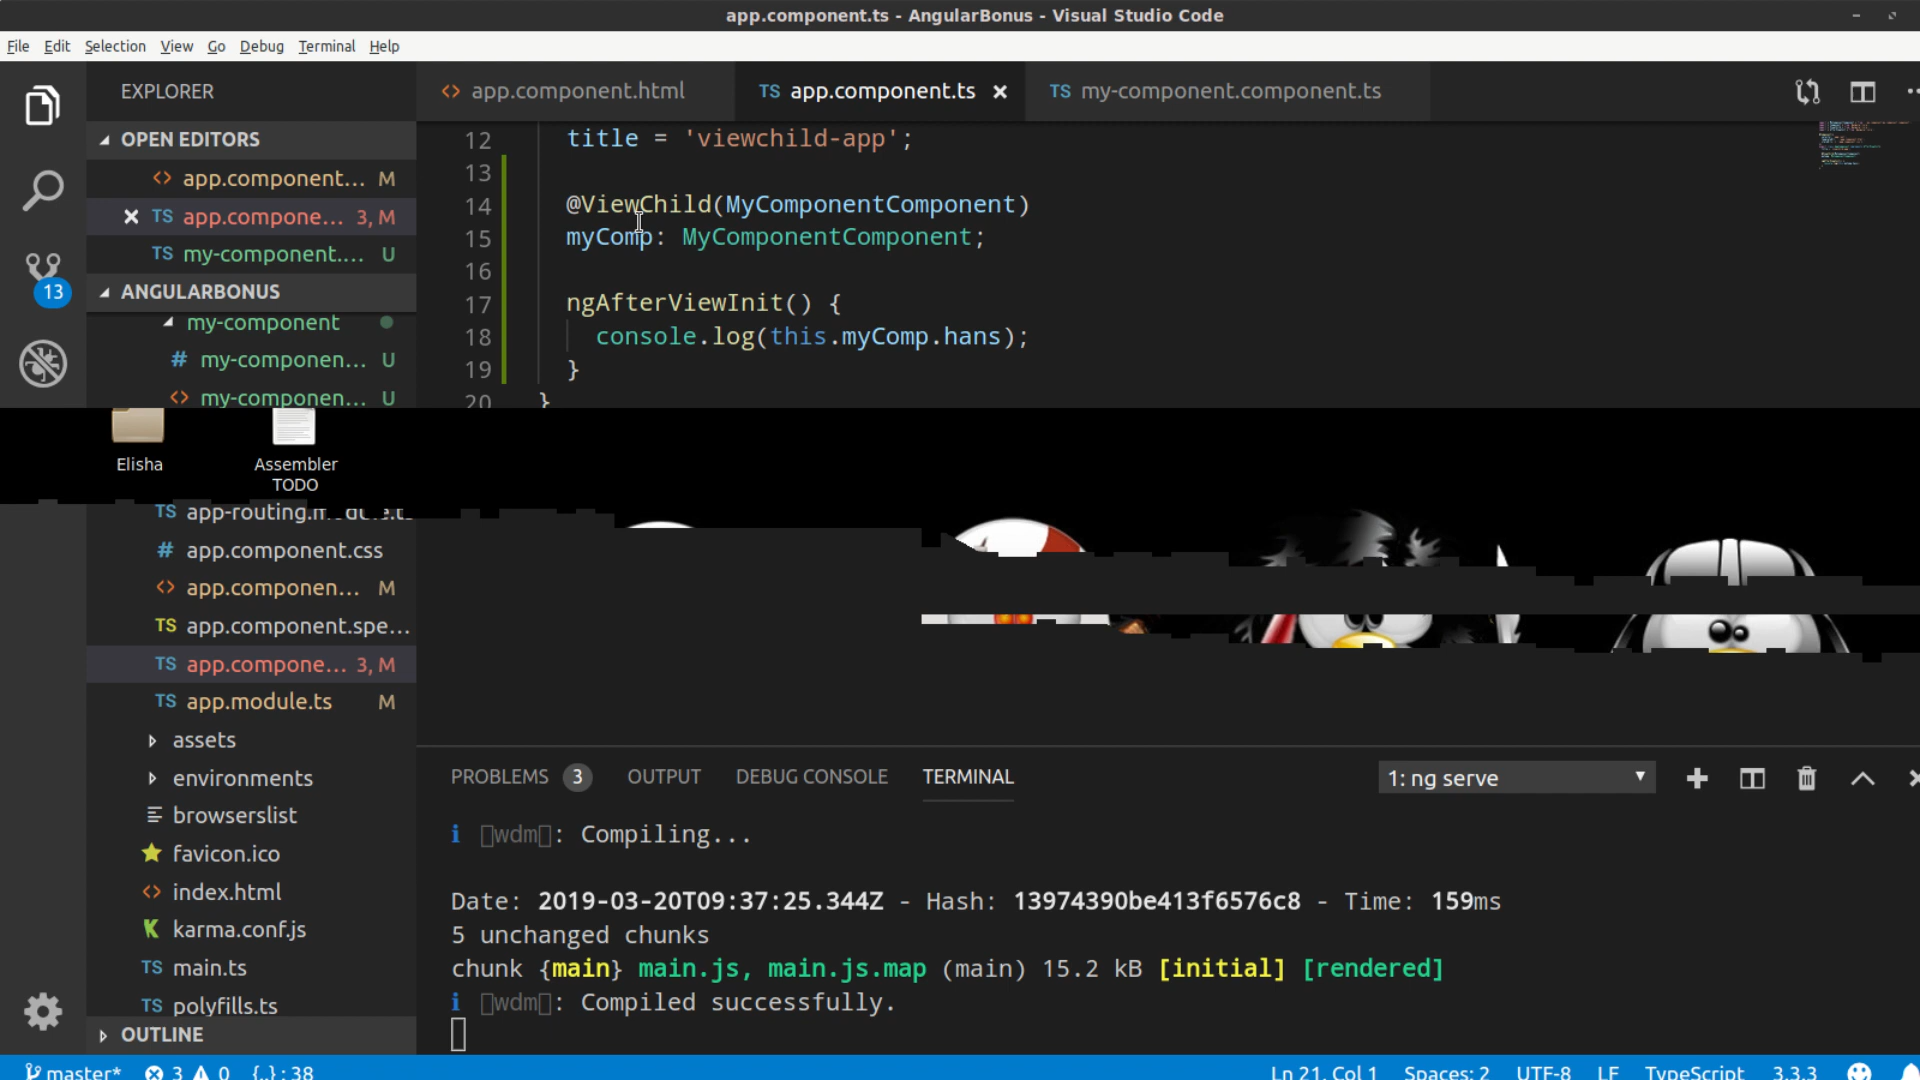 app.component.ts - AngularBonus - Visual Studio Code
File Edit Selection View Go Debug Terminal Help
EXPLORER
OPEN EDITORS
<> app.component... M
TS app.compone... 3, M
TS my-component.... U
13
ANGULARBONUS
my-component
# my-componen... U
<> my-componen... U
Elisha
Assembler
TODO
TS
# app.component.css
<> app.componen... M
TS app.component.spe...
TS app.compone... 3, M
TS app.module.ts M
assets
environments
browserslist
favicon.ico
<> index.html
K karma.conf.js
TS main.ts
TS polyfills.ts
OUTLINE
<> app.component.html
TS app.component.ts
TS my-component.component.ts
12 title = 'viewchild-app';
13
14 @ViewChild(MyComponentComponent)
15 myComp: MyComponentComponent;
16
17 ngAfterViewInit() {
18 console.log(this.myComp.hans);
19 }
20 }
PROBLEMS 3 OUTPUT DEBUG CONSOLE TERMINAL 1: ng serve
i ｢wdm｣: Compiling...
Date: 2019-03-20T09:37:25.344Z - Hash: 13974390be413f6576c8 - Time: 159ms
5 unchanged chunks
chunk {main} main.js, main.js.map (main) 15.2 kB [initial] [rendered]
i ｢wdm｣: Compiled successfully.
master* 3 0 {..} : 38 Ln 21, Col 1 Spaces: 2 UTF-8 LF TypeScript 3.3.3